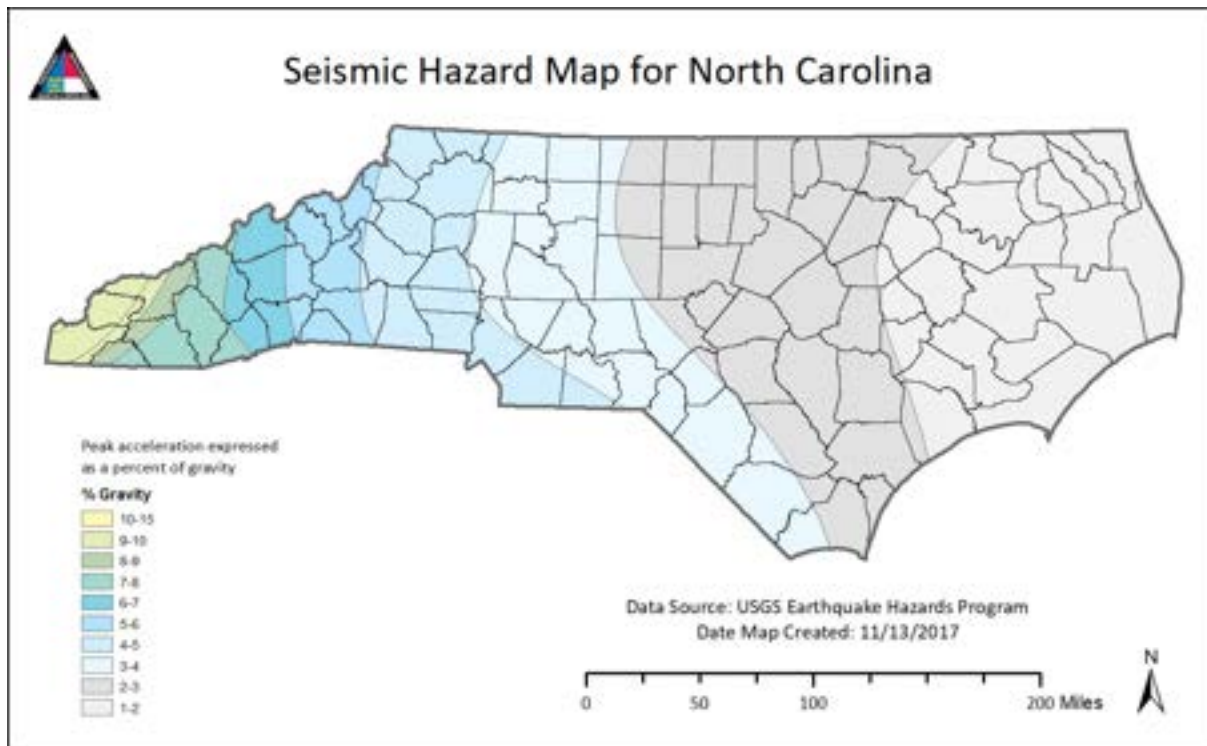 Seismic Hazard Map for North Carolina
Peak acceleration expressed
as a percent of gravity
% Gravity
10-15
9-10
8-9
7-8
6-7
5-6
4-5
3-4
2-3
1-2
Data Source: USGS Earthquake Hazards Program
Date Map Created: 11/13/2017
N
0 50 100 200 Miles